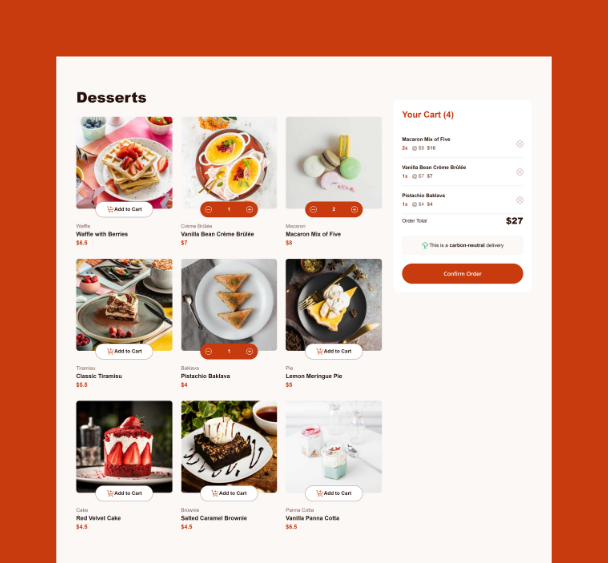 Desserts
Add to Cart
1
2
Waffle
Waffle with Berries
$6.5
Crème Brûlée
Vanilla Bean Crème Brûlée
$7
Macaron
Macaron Mix of Five
$8
Add to Cart
1
Add to Cart
Tiramisu
Classic Tiramisu
$5.5
Baklava
Pistachio Baklava
$4
Pie
Lemon Meringue Pie
$5
Add to Cart
Add to Cart
Add to Cart
Cake
Red Velvet Cake
$4.5
Brownie
Salted Caramel Brownie
$4.5
Panna Cotta
Vanilla Panna Cotta
$6.5
Your Cart (4)
Macaron Mix of Five
2x @ $8 $16
Vanilla Bean Crème Brûlée
1x @ $7 $7
Pistachio Baklava
1x @ $4 $4
Order Total $27
This is a carbon-neutral delivery
Confirm Order